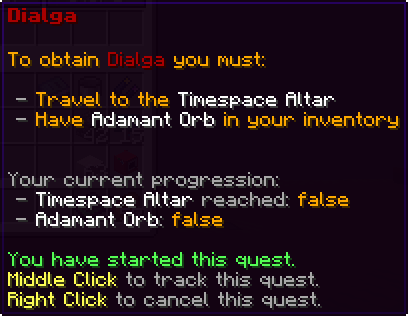 Dialga
To obtain Dialga you must:
- Travel to the Timespace Altar
- Have Adamant Orb in your inventory
Your current progression:
- Timespace Altar reached: false
- Adamant Orb: false
You have started this quest.
Middle Click to track this quest.
Right Click to cancel this quest.